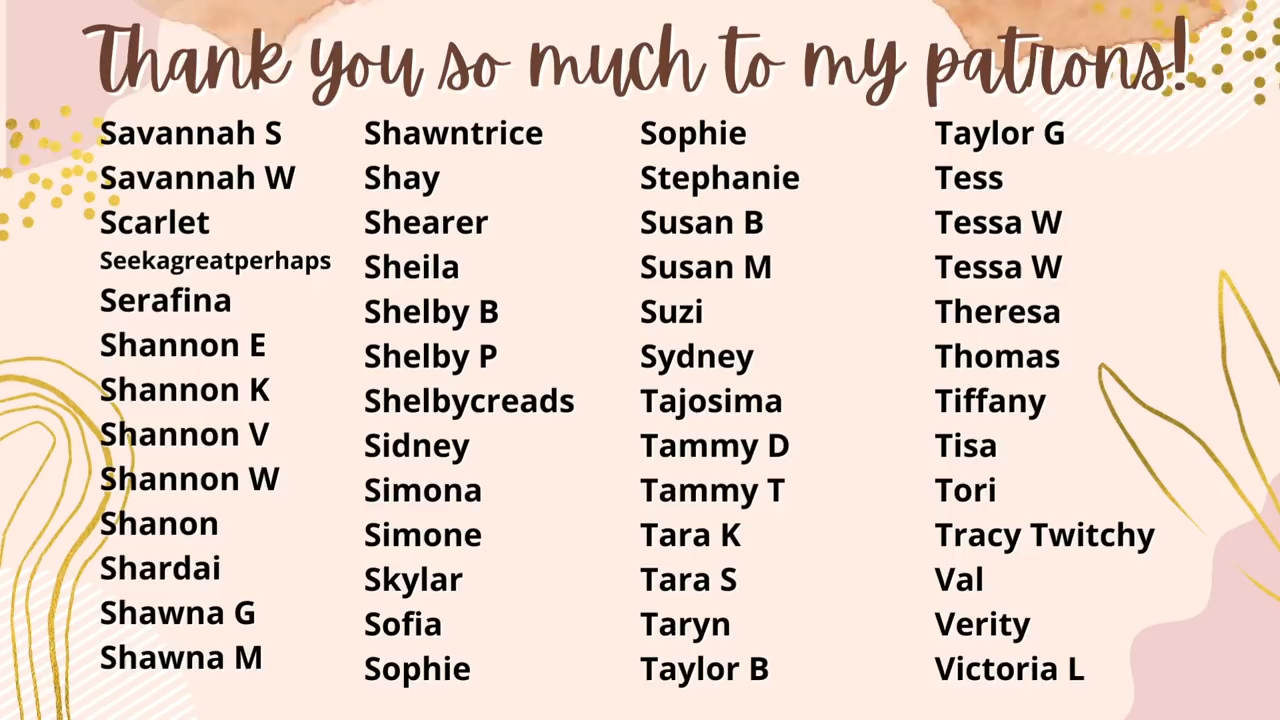 Thank you so much to my patrons!
Savannah S
Savannah W
Scarlet
Seekagreatperhaps
Serafina
Shannon E
Shannon K
Shannon V
Shannon W
Shanon
Shardai
Shawna G
Shawna M
Shawntrice
Shay
Shearer
Sheila
Shelby B
Shelby P
Shelbycreads
Sidney
Simona
Simone
Skylar
Sofia
Sophie
Sophie
Stephanie
Susan B
Susan M
Suzi
Sydney
Tajosima
Tammy D
Tammy T
Tara K
Tara S
Taryn
Taylor B
Taylor G
Tess
Tessa W
Tessa W
Theresa
Thomas
Tiffany
Tisa
Tori
Tracy Twitchy
Val
Verity
Victoria L